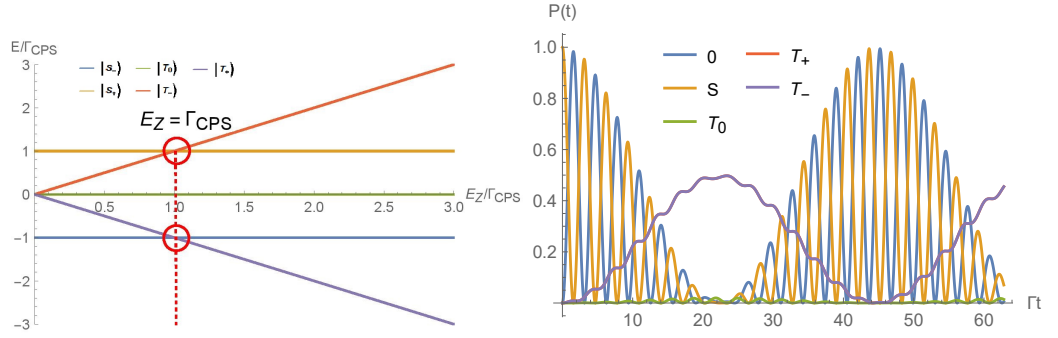 E/Γ_CPS
|S₋⟩ |T₀⟩ |T₊⟩
|S₊⟩ |T₋⟩
E_Z = Γ_CPS
3
2
1
0
-1
-2
-3
0.5 1.0 1.5 2.0 2.5 3.0
E_Z/Γ_CPS
P(t)
0 T₊
S T₋
T₀
1.0
0.8
0.6
0.4
0.2
10 20 30 40 50 60
Γt